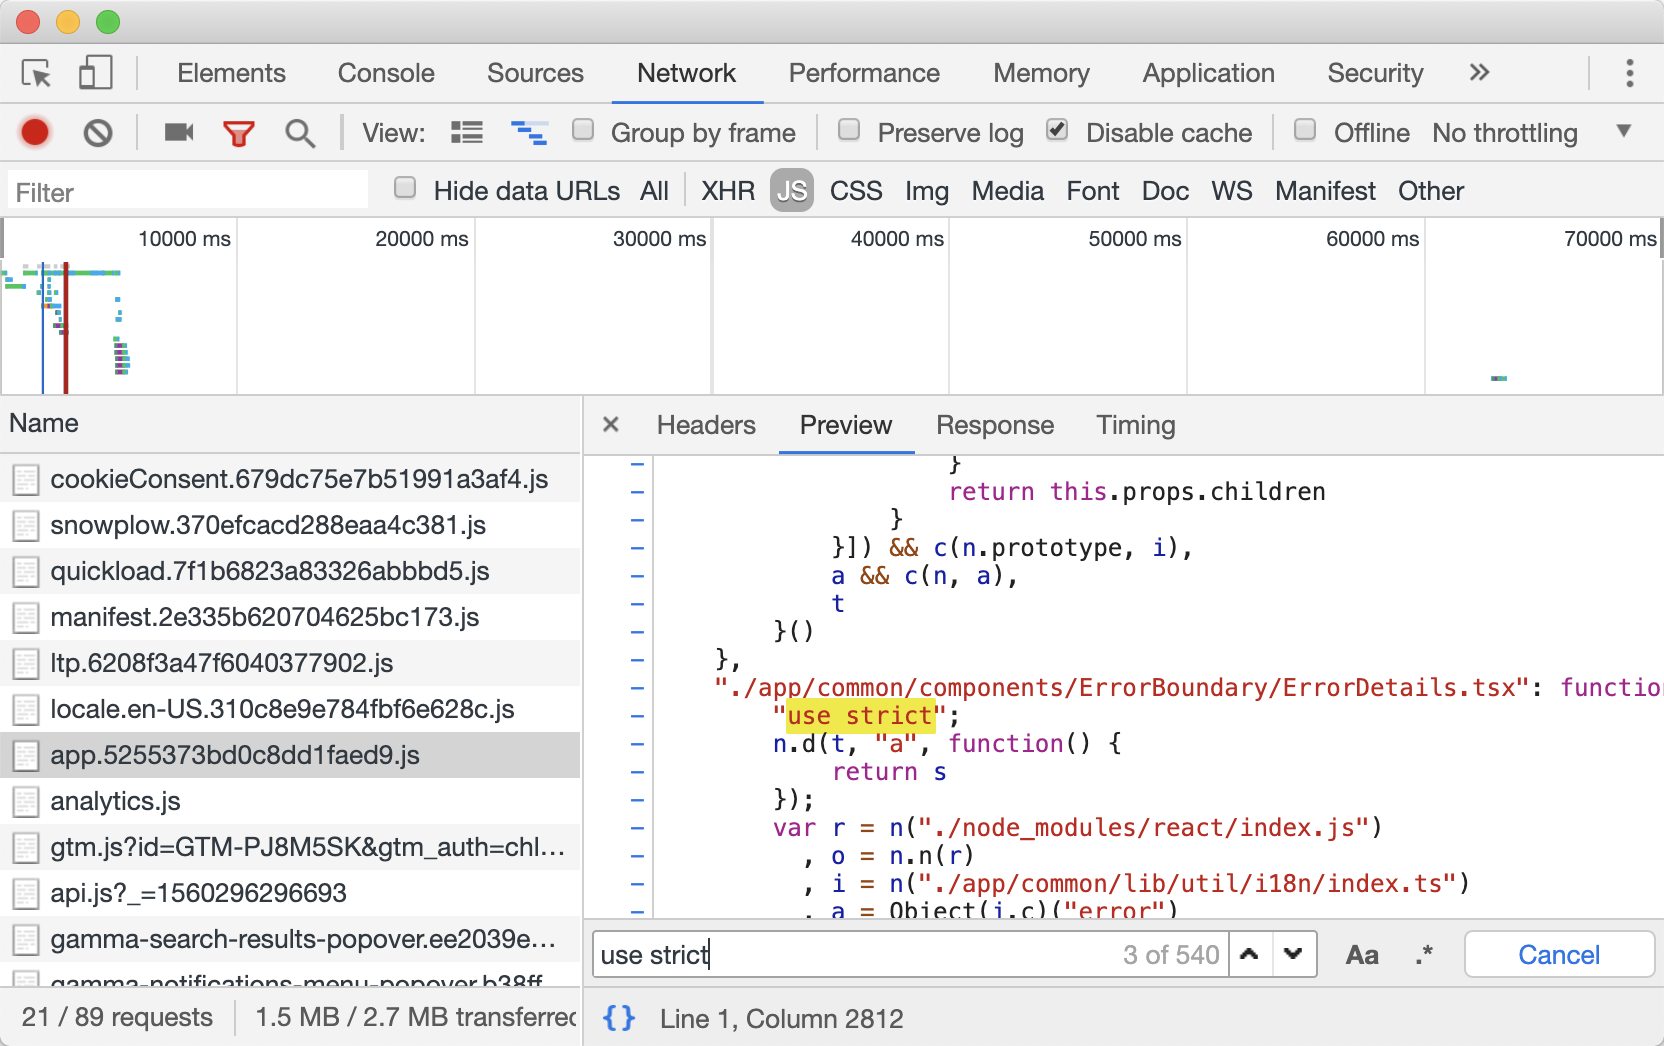 Elements Console Sources Network Performance Memory Application Security »
View: Group by frame Preserve log Disable cache Offline No throttling
Filter Hide data URLs All XHR JS CSS Img Media Font Doc WS Manifest Other
10000 ms 20000 ms 30000 ms 40000 ms 50000 ms 60000 ms 70000 ms
Name
cookieConsent.679dc75e7b51991a3af4.js
snowplow.370efcacd288eaa4c381.js
quickload.7f1b6823a83326abbbd5.js
manifest.2e335b620704625bc173.js
ltp.6208f3a47f6040377902.js
locale.en-US.310c8e9e784fbf6e628c.js
app.5255373bd0c8dd1faed9.js
analytics.js
gtm.js?id=GTM-PJ8M5SK&gtm_auth=chl…
api.js?_=1560296296693
gamma-search-results-popover.ee2039e…
gamma-notifications-menu-popover.b38ff
21 / 89 requests 1.5 MB / 2.7 MB transferred
× Headers Preview Response Timing
}
return this.props.children
}
}]) && c(n.prototype, i),
a && c(n, a),
t
}()
},
"./app/common/components/ErrorBoundary/ErrorDetails.tsx": functio
"use strict";
n.d(t, "a", function() {
return s
});
var r = n("./node_modules/react/index.js")
, o = n.n(r)
, i = n("./app/common/lib/util/i18n/index.ts")
, a = Object(i.c)("error")
use strict 3 of 540 Aa .* Cancel
{} Line 1, Column 2812